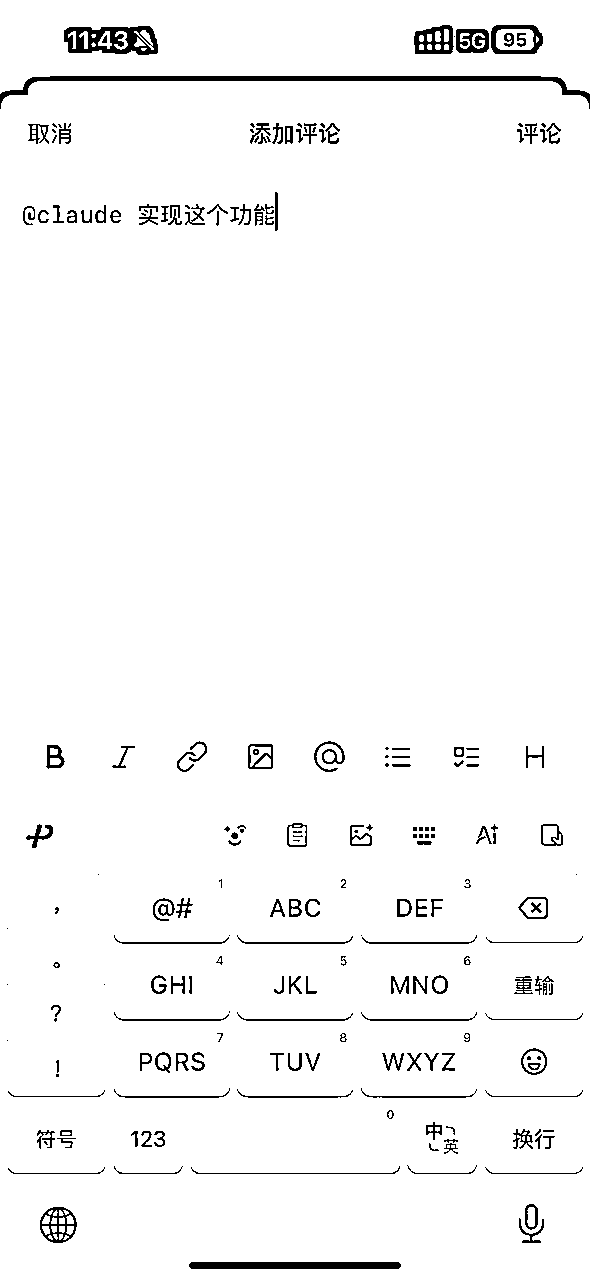 11:43 5G 95
取消 添加评论 评论
@claude 实现这个功能
B I H
Ai
, 1 @# 2 ABC 3 DEF
。 4 GHI 5 JKL 6 MNO 重输
?
! 7 PQRS 8 TUV 9 WXYZ
符号 123 0 中英 换行